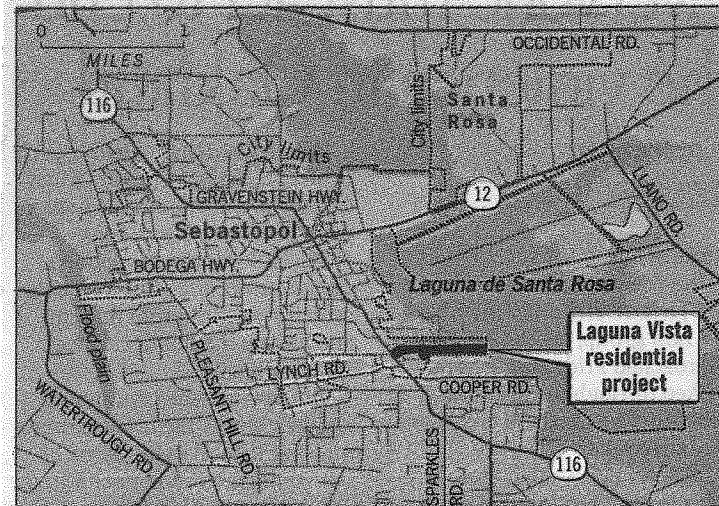 0 1
MILES
OCCIDENTAL RD.
116
City limits
Santa
Rosa
City limits
12
LLANO RD.
GRAVENSTEIN HWY.
Sebastopol
BODEGA HWY.
Laguna de Santa Rosa
Flood plain
Laguna Vista
residential
project
PLEASANT HILL RD.
LYNCH RD.
COOPER RD.
WATERTROUGH RD
SPARKLES
RD.
116